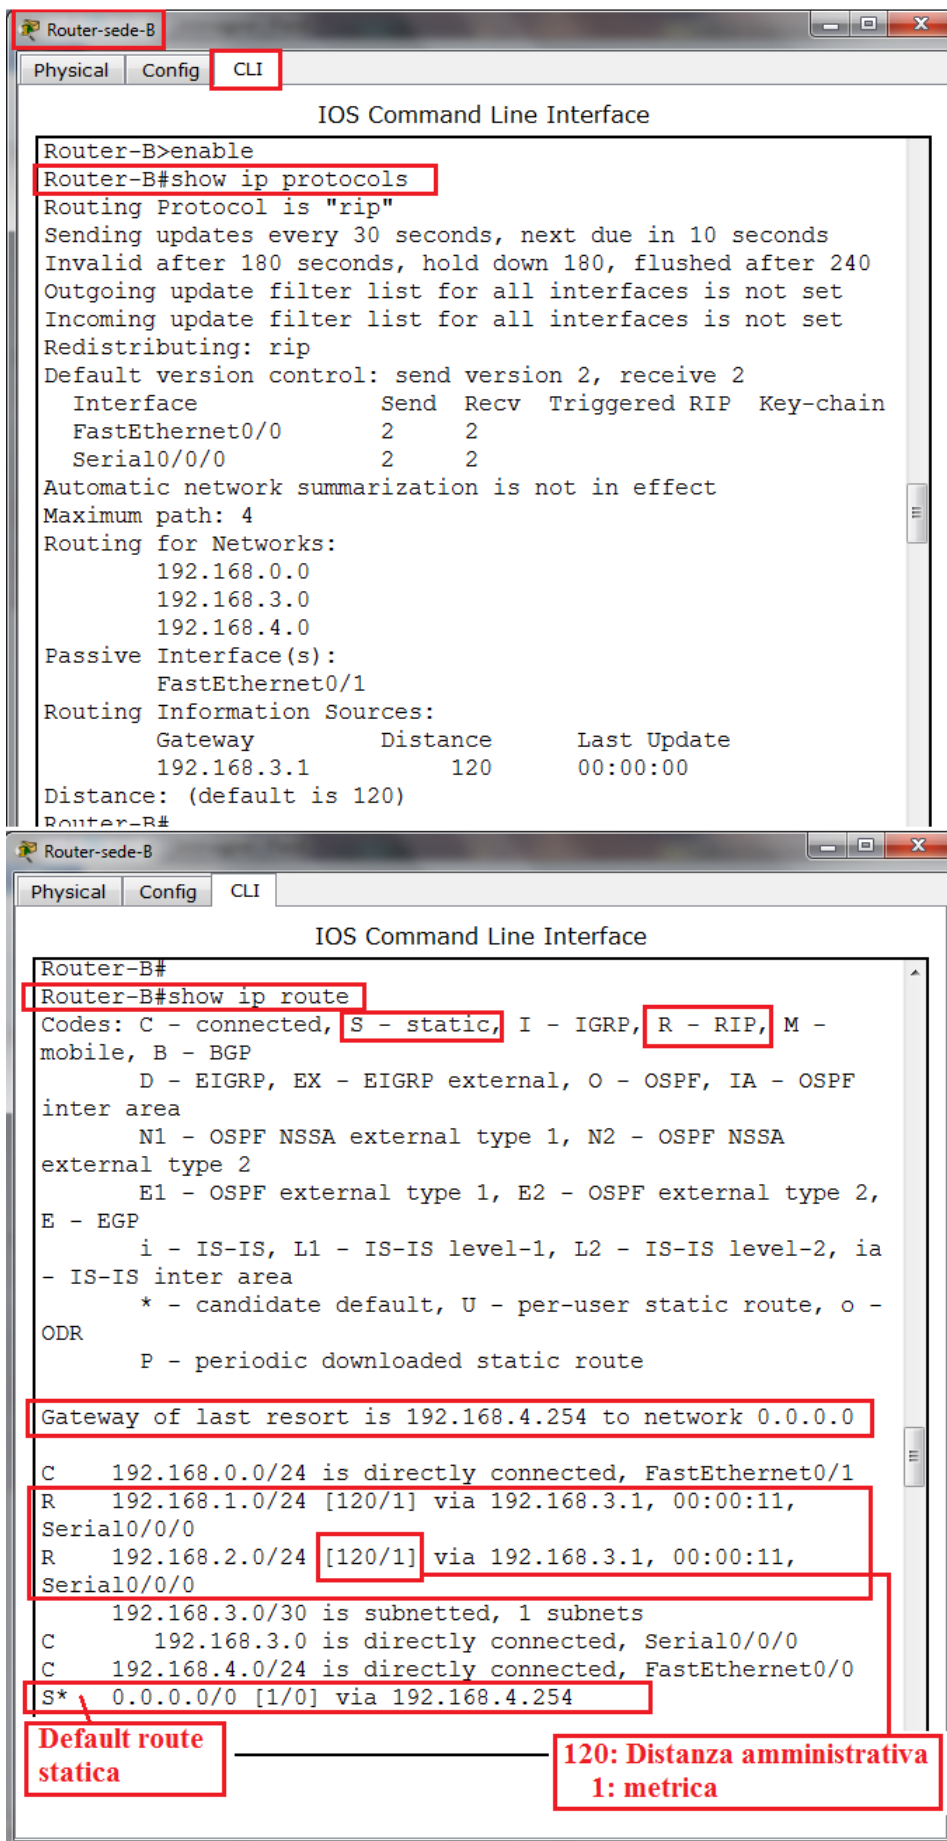 Router-sede-B
Physical Config CLI
IOS Command Line Interface
Router-B>enable
Router-B#show ip protocols
Routing Protocol is "rip"
Sending updates every 30 seconds, next due in 10 seconds
Invalid after 180 seconds, hold down 180, flushed after 240
Outgoing update filter list for all interfaces is not set
Incoming update filter list for all interfaces is not set
Redistributing: rip
Default version control: send version 2, receive 2
Interface Send Recv Triggered RIP Key-chain
FastEthernet0/0 2 2
Serial0/0/0 2 2
Automatic network summarization is not in effect
Maximum path: 4
Routing for Networks:
192.168.0.0
192.168.3.0
192.168.4.0
Passive Interface(s):
FastEthernet0/1
Routing Information Sources:
Gateway Distance Last Update
192.168.3.1 120 00:00:00
Distance: (default is 120)
Router-B#
Router-sede-B
Physical Config CLI
IOS Command Line Interface
Router-B#
Router-B#show ip route
Codes: C - connected, S - static, I - IGRP, R - RIP, M -
mobile, B - BGP
D - EIGRP, EX - EIGRP external, O - OSPF, IA - OSPF
inter area
N1 - OSPF NSSA external type 1, N2 - OSPF NSSA
external type 2
E1 - OSPF external type 1, E2 - OSPF external type 2,
E - EGP
i - IS-IS, L1 - IS-IS level-1, L2 - IS-IS level-2, ia
- IS-IS inter area
* - candidate default, U - per-user static route, o -
ODR
P - periodic downloaded static route
Gateway of last resort is 192.168.4.254 to network 0.0.0.0
C 192.168.0.0/24 is directly connected, FastEthernet0/1
R 192.168.1.0/24 [120/1] via 192.168.3.1, 00:00:11,
Serial0/0/0
R 192.168.2.0/24 [120/1] via 192.168.3.1, 00:00:11,
Serial0/0/0
192.168.3.0/30 is subnetted, 1 subnets
C 192.168.3.0 is directly connected, Serial0/0/0
C 192.168.4.0/24 is directly connected, FastEthernet0/0
S* 0.0.0.0/0 [1/0] via 192.168.4.254
Default route
statica
120: Distanza amministrativa
1: metrica